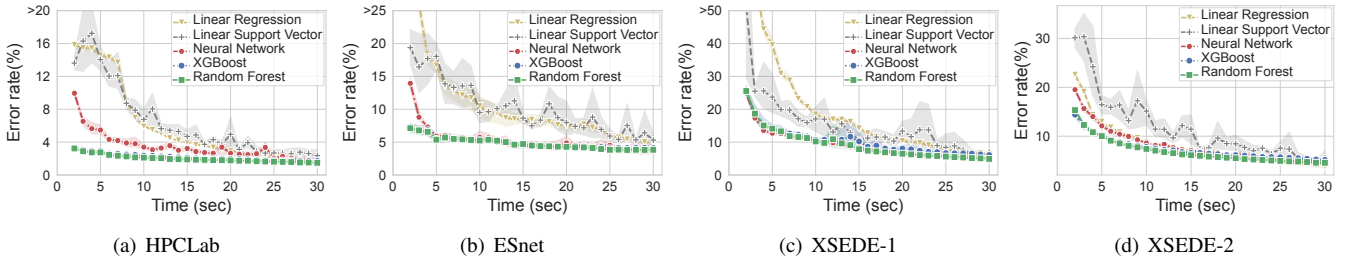 >20
16
12
8
4
0
Error rate(%)
0 5 10 15 20 25 30
Time (sec)
Linear Regression
Linear Support Vector
Neural Network
XGBoost
Random Forest
(a) HPCLab
>25
20
15
10
5
0
Error rate(%)
0 5 10 15 20 25 30
Time (sec)
Linear Regression
Linear Support Vector
Neural Network
XGBoost
Random Forest
(b) ESnet
>50
40
30
20
10
0
Error rate(%)
0 5 10 15 20 25 30
Time (sec)
Linear Regression
Linear Support Vector
Neural Network
XGBoost
Random Forest
(c) XSEDE-1
30
20
10
Error rate(%)
0 5 10 15 20 25 30
Time (sec)
Linear Regression
Linear Support Vector
Neural Network
XGBoost
Random Forest
(d) XSEDE-2